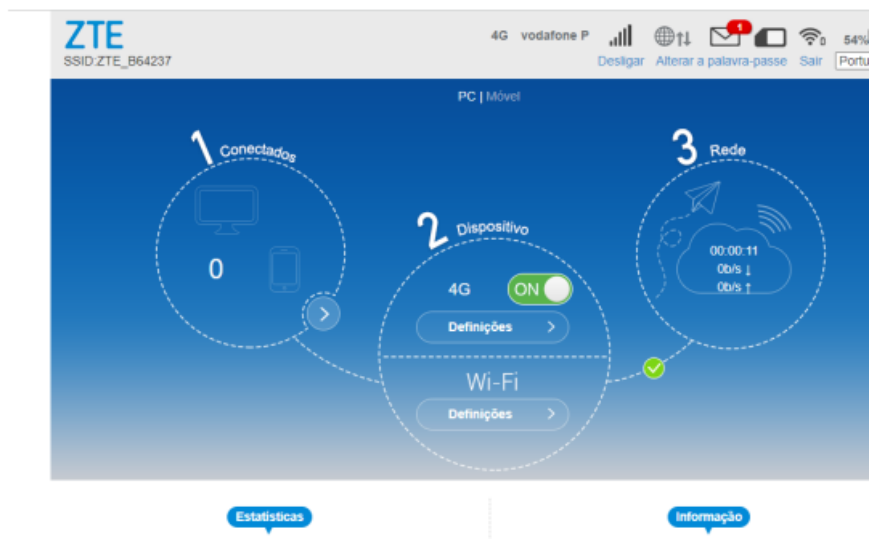 ZTE
SSID:ZTE_B64237
4G vodafone P
1
0
54%
Desligar Alterar a palavra-passe Sair
PC | Móvel
1 Conectados
0
2 Dispositivo
4G ON
Definições >
Wi-Fi
Definições >
3 Rede
00:00:11
0b/s ↓
0b/s ↑
Estatísticas
Informação